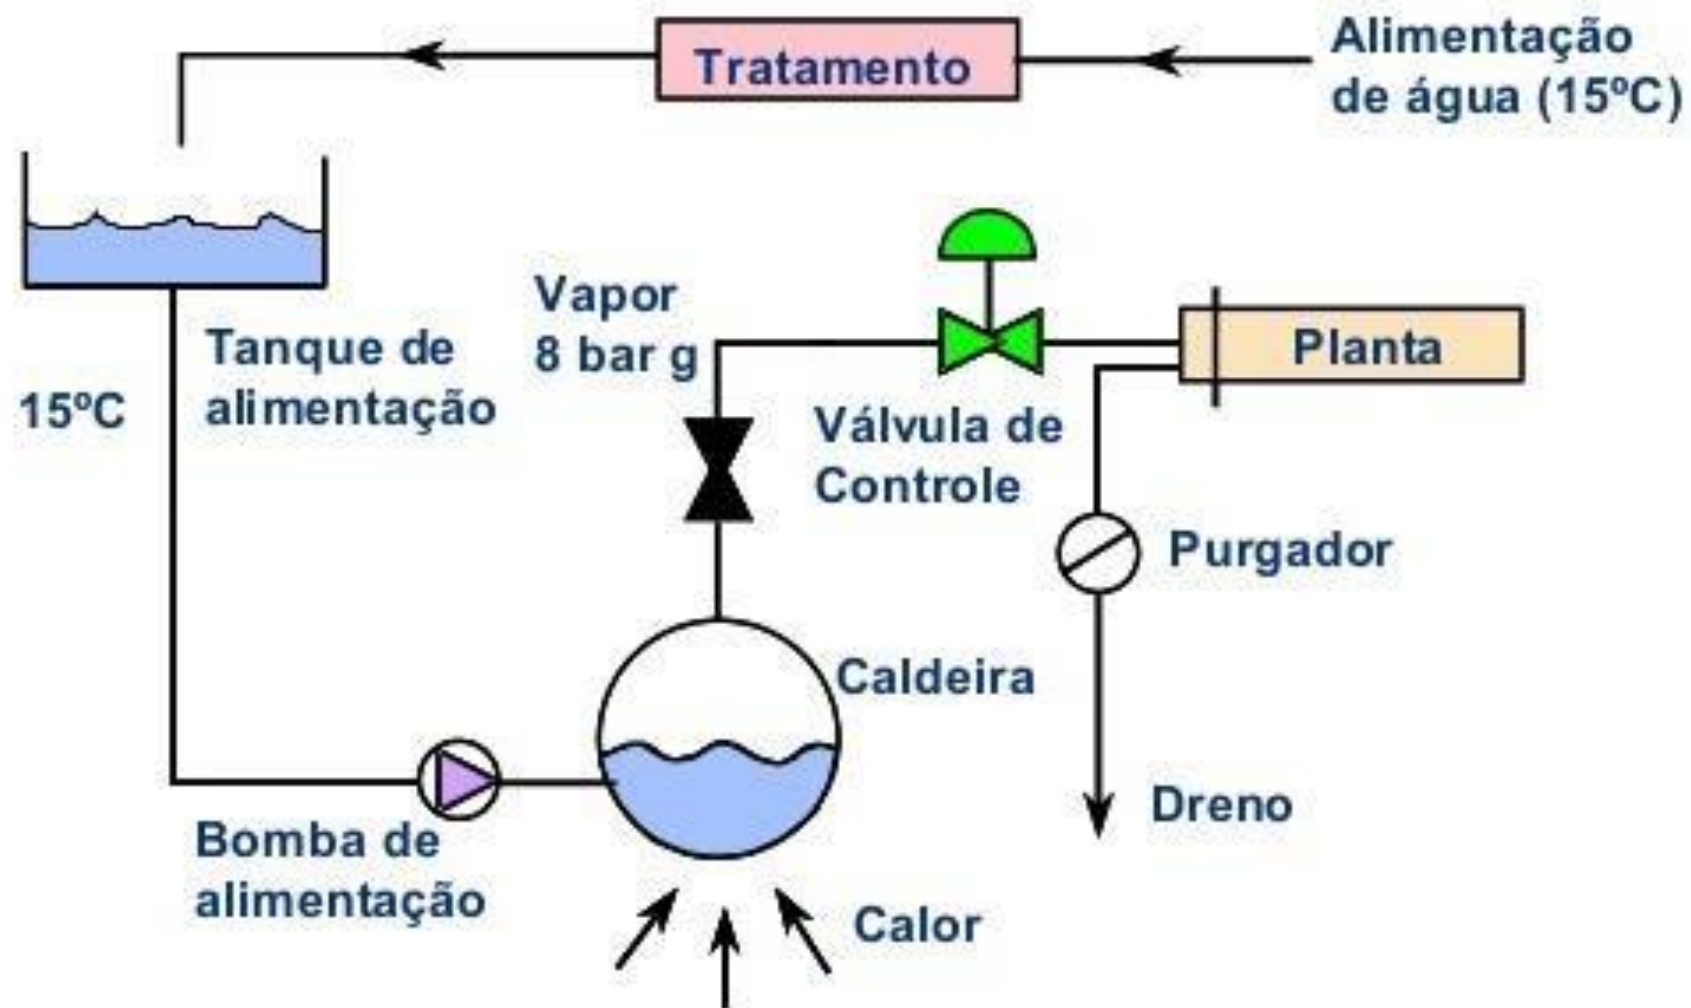 Tratamento
Alimentação
de água (15ºC)
Vapor
8 bar g
Tanque de
alimentação
15ºC
Planta
Válvula de
Controle
Purgador
Caldeira
Dreno
Bomba de
alimentação
Calor